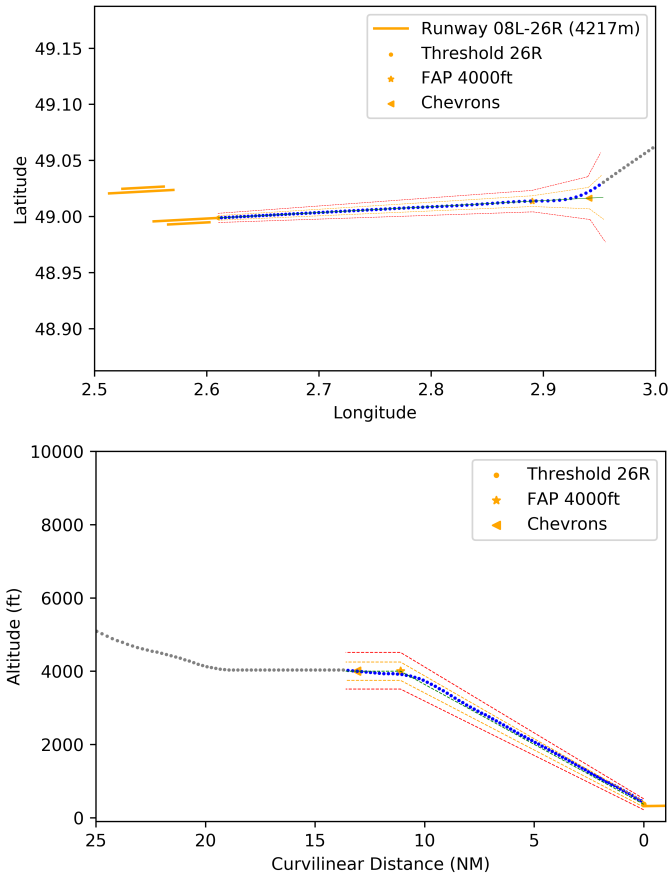 49.15
49.10
49.05
49.00
48.95
48.90
Latitude
Runway 08L-26R (4217m)
Threshold 26R
FAP 4000ft
Chevrons
2.5 2.6 2.7 2.8 2.9 3.0
Longitude
10000
8000
6000
4000
2000
0
Altitude (ft)
Threshold 26R
FAP 4000ft
Chevrons
25 20 15 10 5 0
Curvilinear Distance (NM)